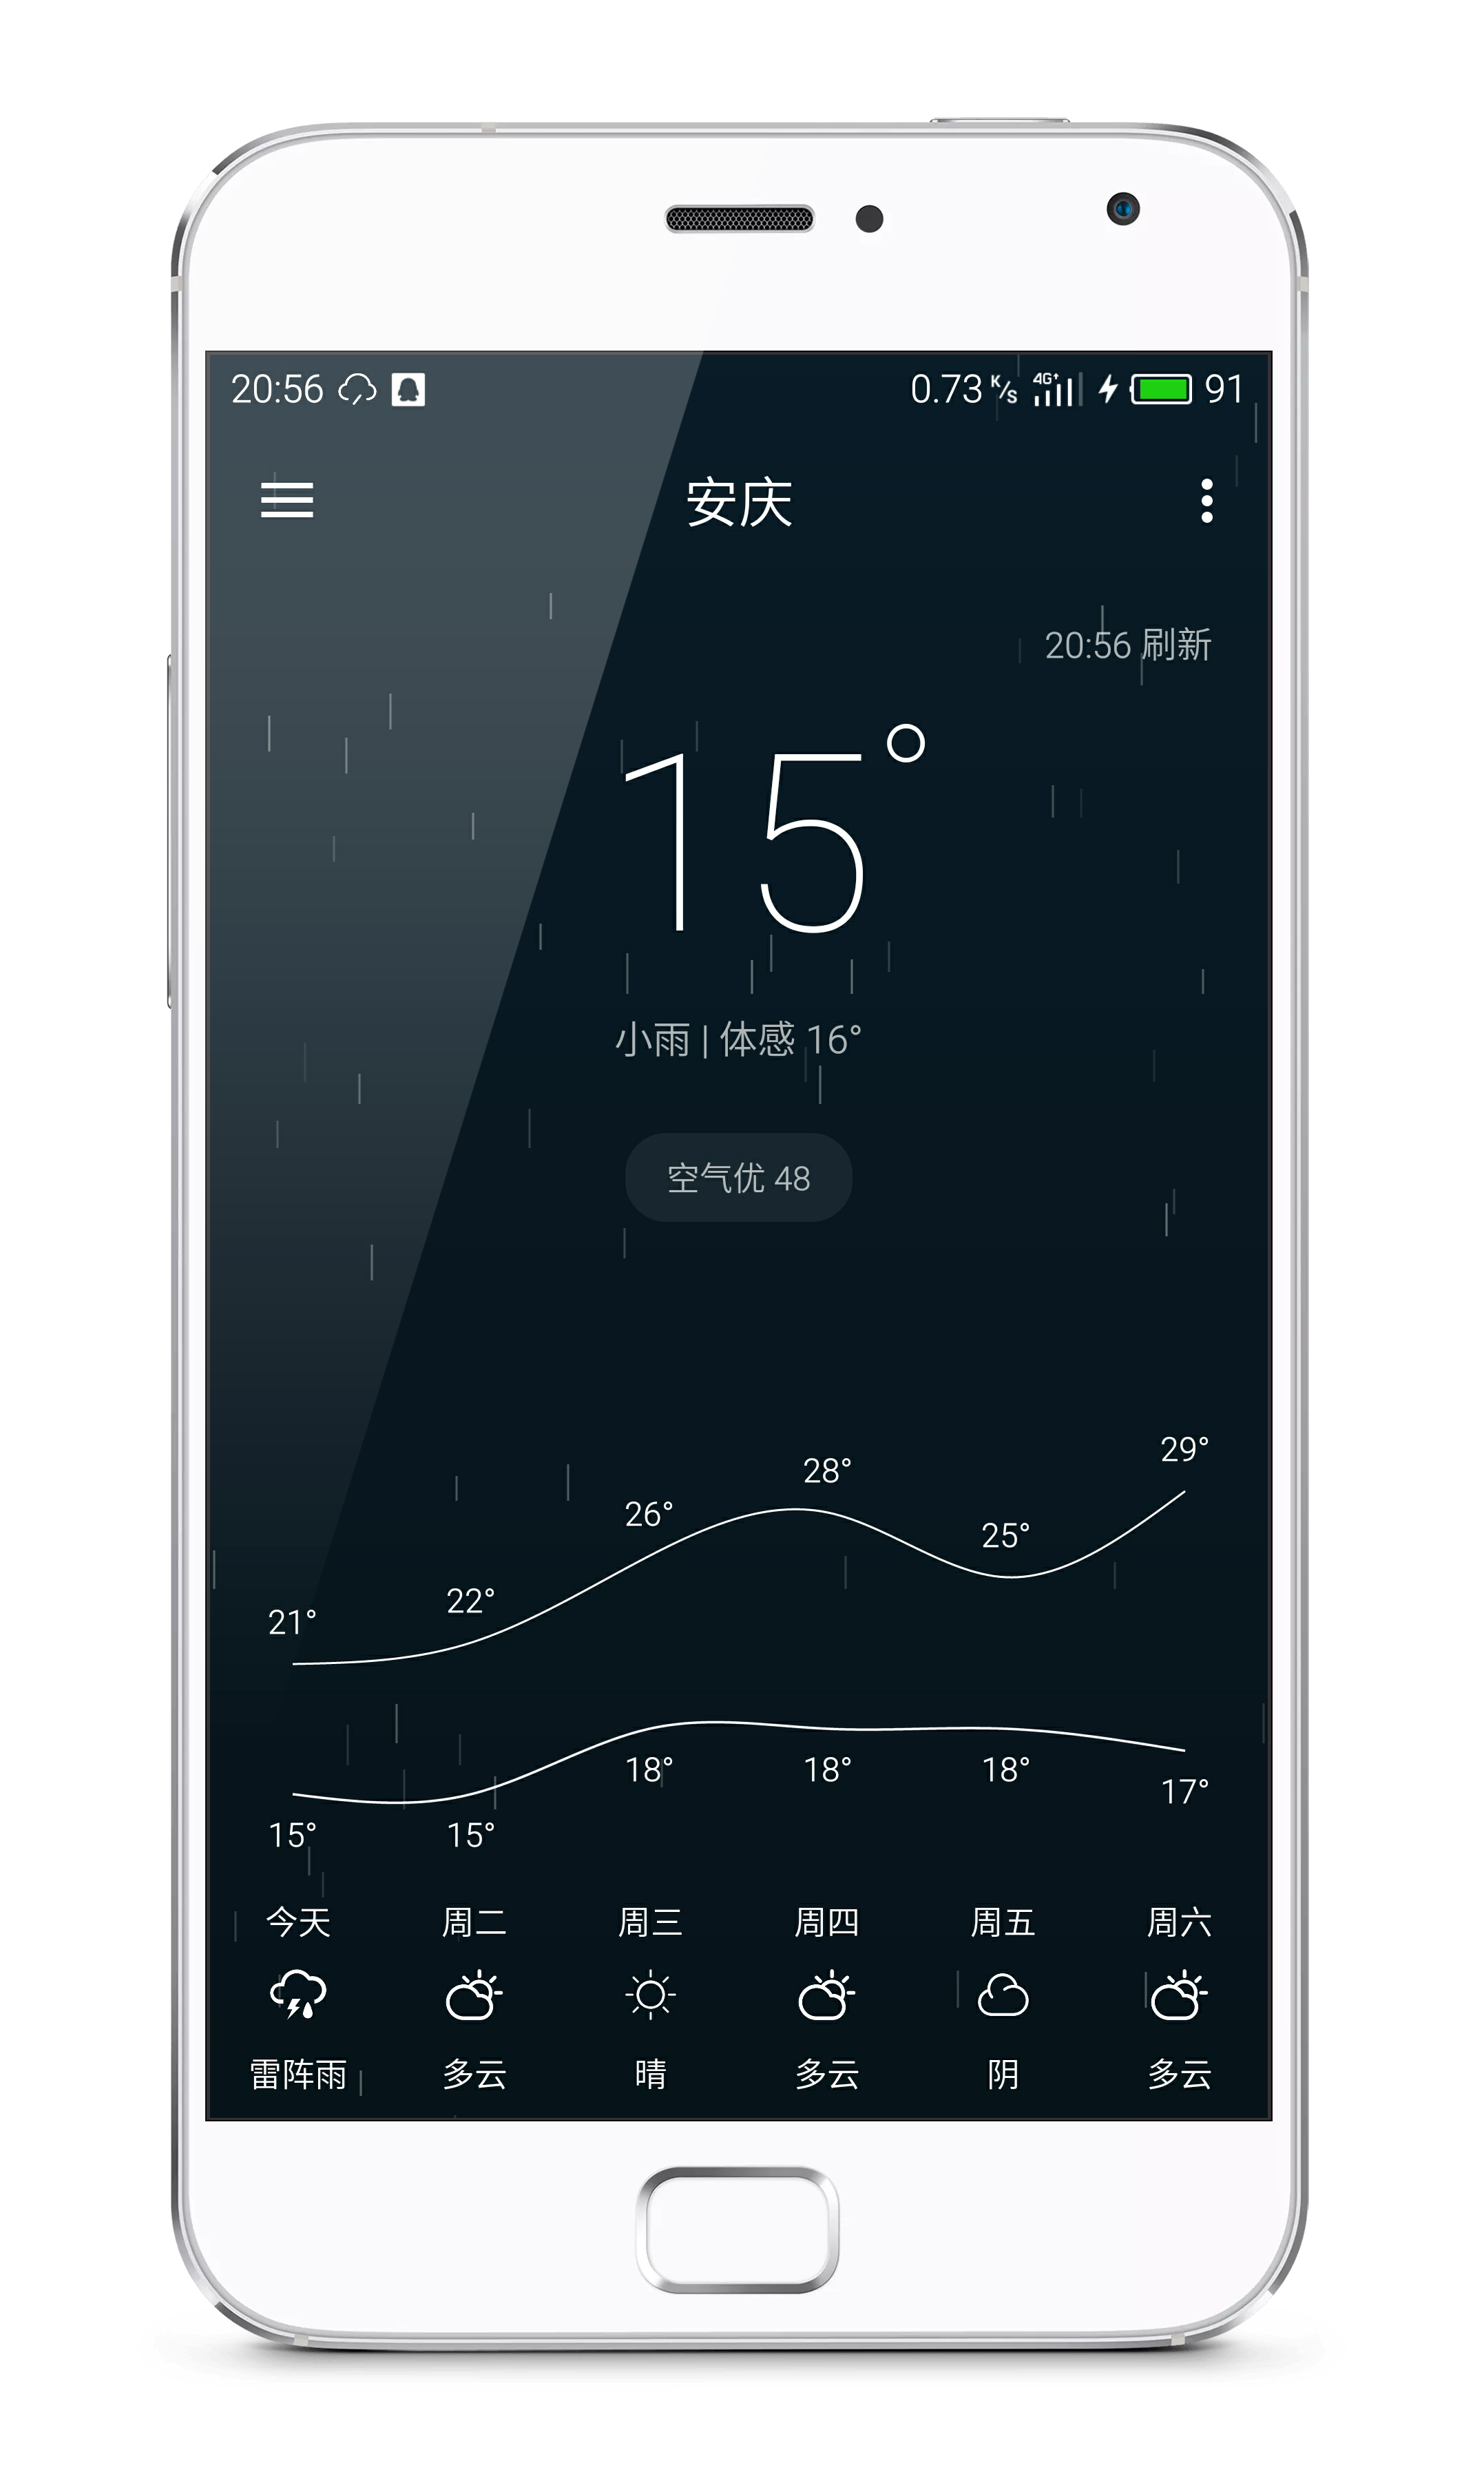 20:56 0.73 K/s 4G 91
安庆
20:56 刷新
15°
小雨 | 体感 16°
空气优 48
21° 22° 26° 28° 25° 29°
15° 15° 18° 18° 18° 17°
今天 周二 周三 周四 周五 周六
雷阵雨 多云 晴 多云 阴 多云